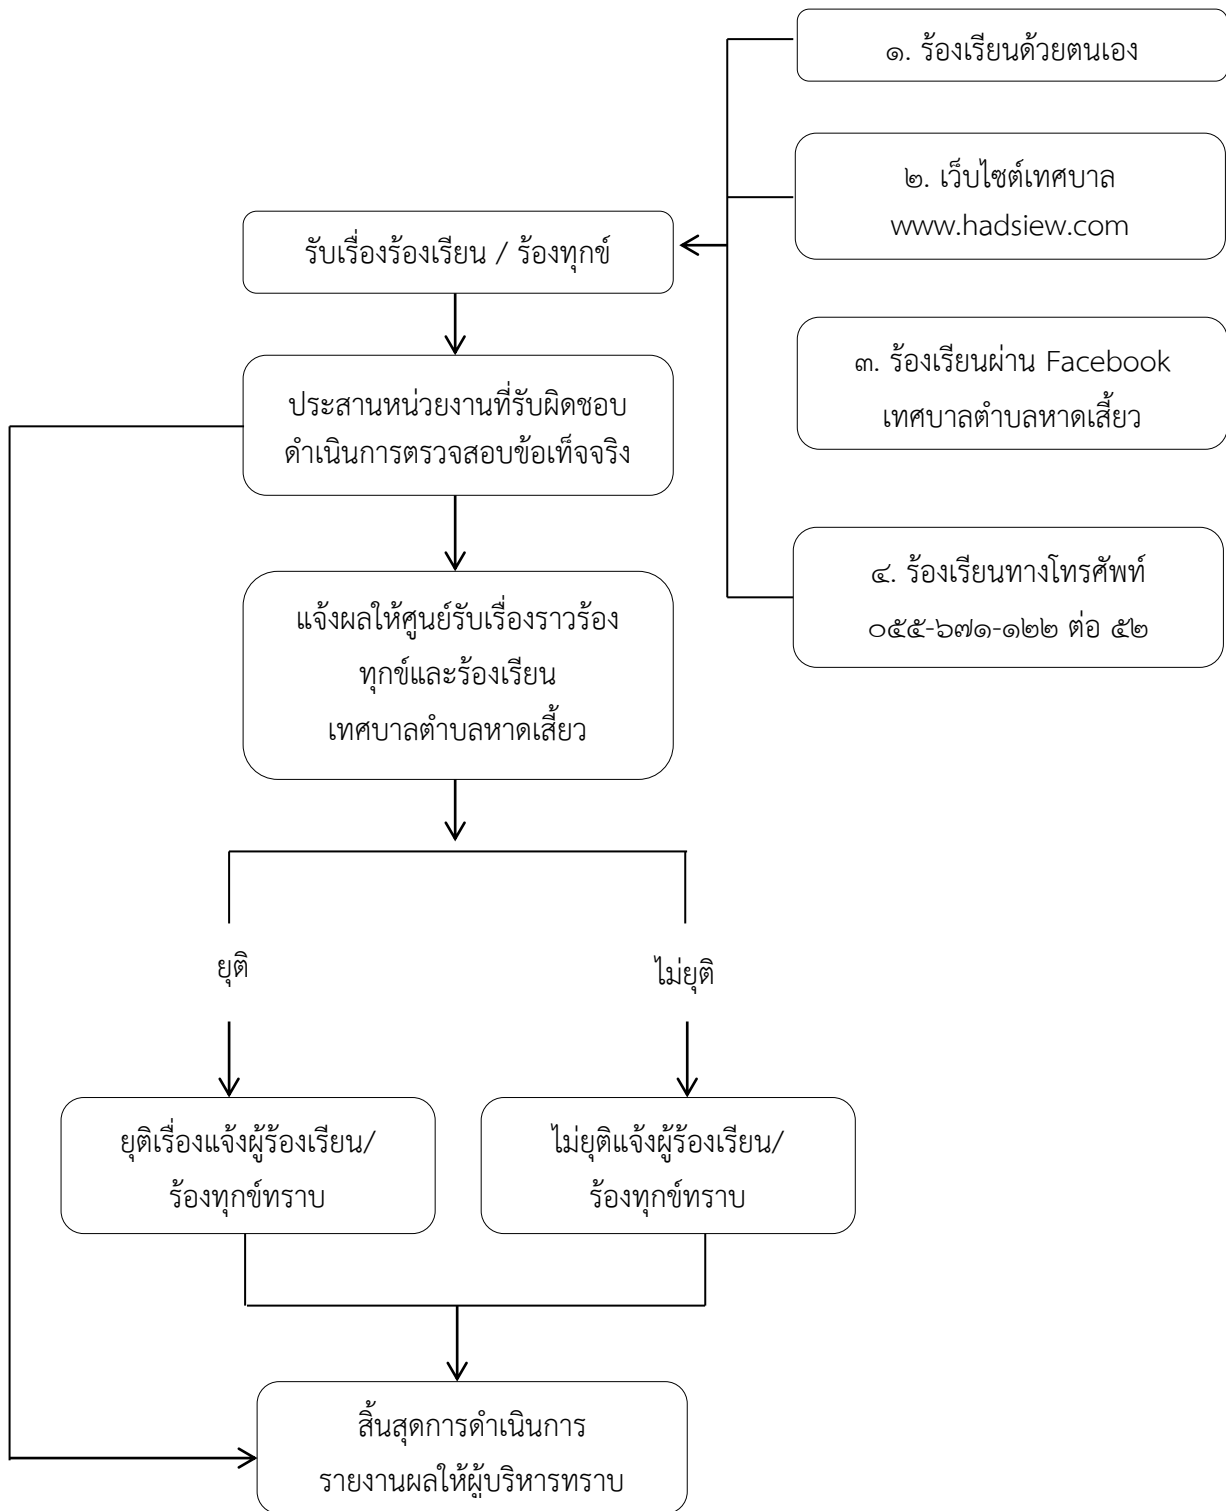 ๑. ร้องเรียนด้วยตนเอง
๒. เว็บไซต์เทศบาล
www.hadsiew.com
๓. ร้องเรียนผ่าน Facebook
เทศบาลตำบลหาดเสี้ยว
๔. ร้องเรียนทางโทรศัพท์
๐๕๕-๖๗๑-๑๒๒ ต่อ ๕๒
รับเรื่องร้องเรียน / ร้องทุกข์
ประสานหน่วยงานที่รับผิดชอบ
ดำเนินการตรวจสอบข้อเท็จจริง
แจ้งผลให้ศูนย์รับเรื่องราวร้อง
ทุกข์และร้องเรียน
เทศบาลตำบลหาดเสี้ยว
ยุติ
ไม่ยุติ
ยุติเรื่องแจ้งผู้ร้องเรียน/
ร้องทุกข์ทราบ
ไม่ยุติแจ้งผู้ร้องเรียน/
ร้องทุกข์ทราบ
สิ้นสุดการดำเนินการ
รายงานผลให้ผู้บริหารทราบ